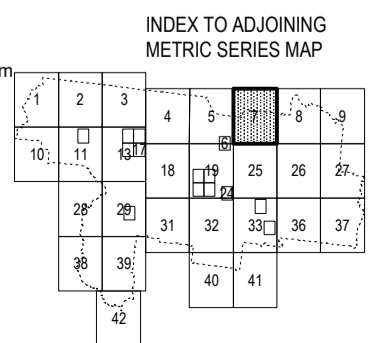 INDEX TO ADJOINING
METRIC SERIES MAP
m
1 2 3
4 5 7 8 9
6
10 11 13 17
18 19 25 26 27
24
28 29
31 32 33 36 37
38 39
40 41
42